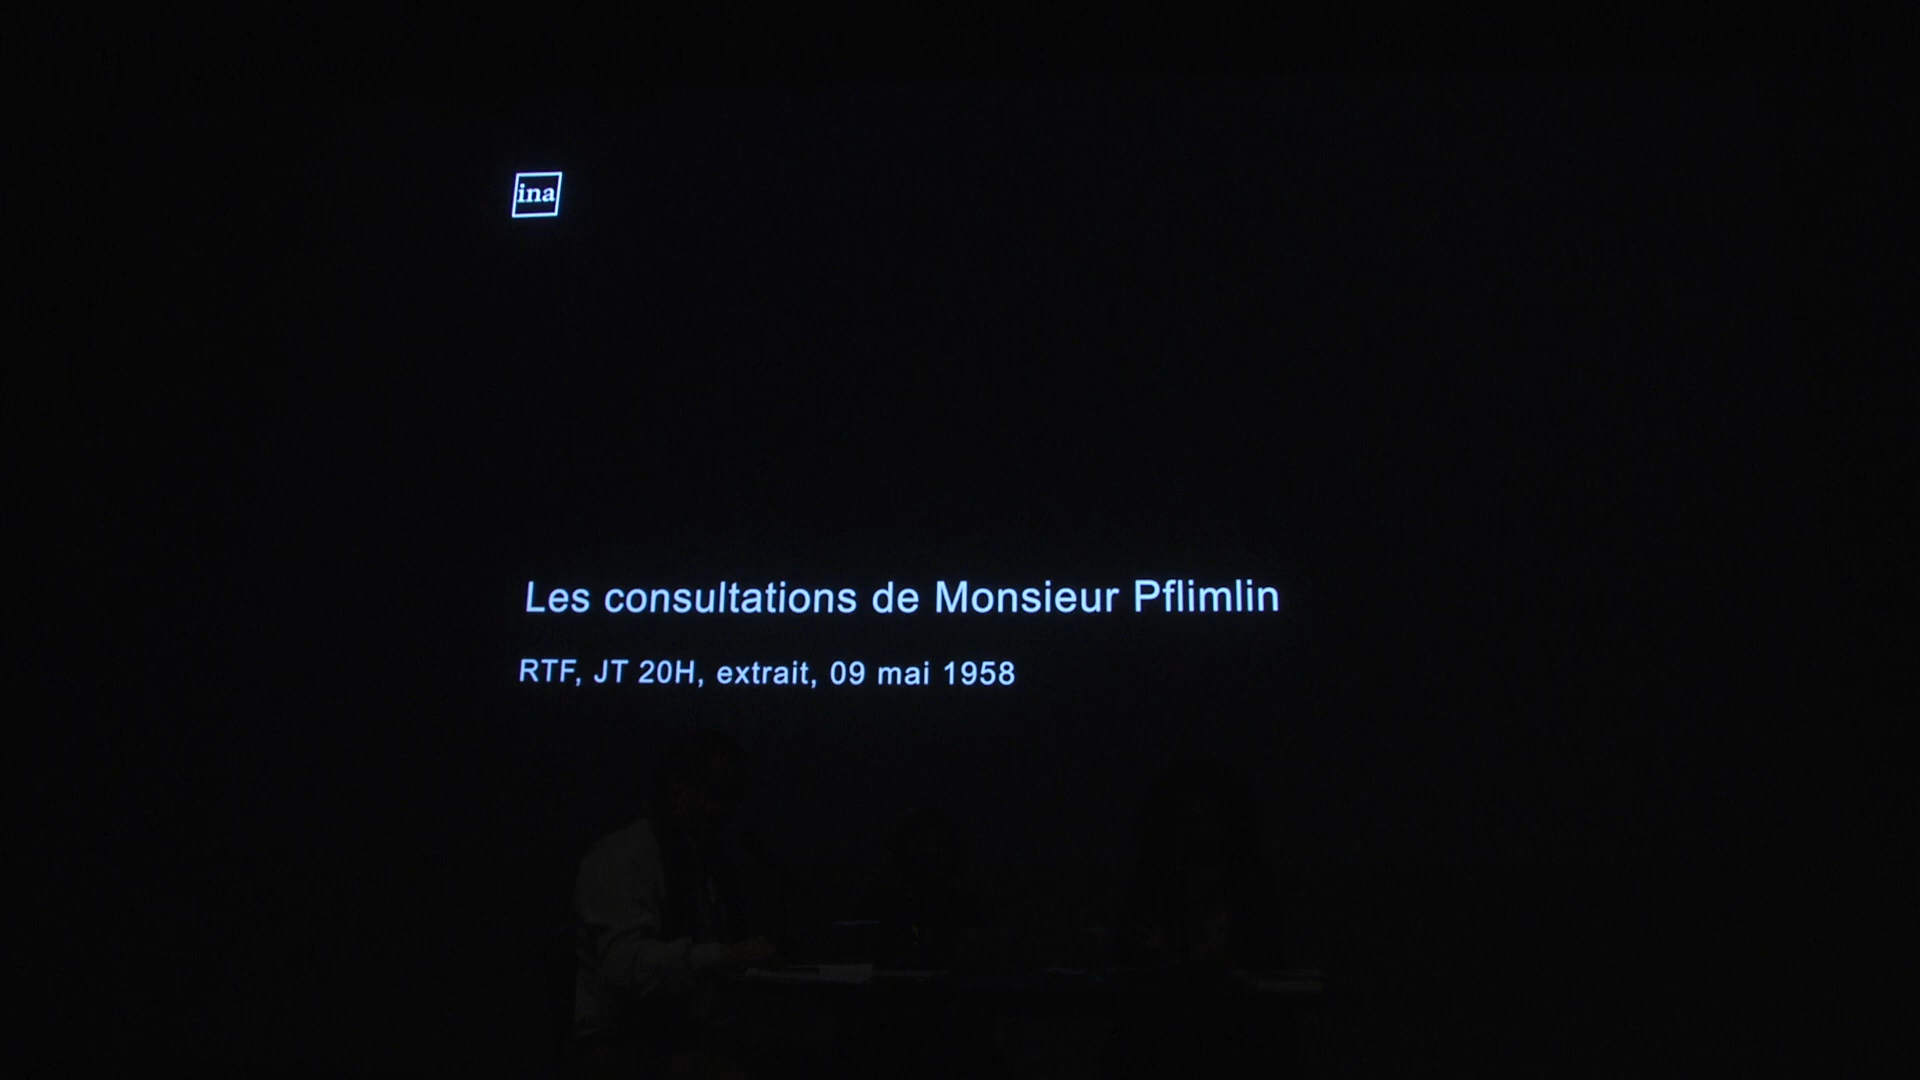 ina
Les consultations de Monsieur Pflimlin
RTF, JT 20H, extrait, 09 mai 1958